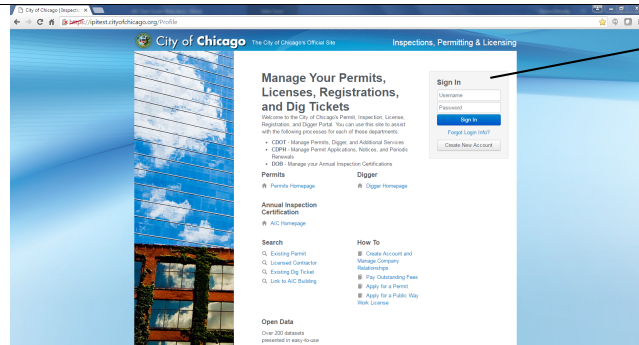 City of Chicago | Inspectio
https://ipitest.cityofchicago.org/Profile
City of Chicago The City of Chicago's Official Site Inspections, Permitting & Licensing
Manage Your Permits,
Licenses, Registrations,
and Dig Tickets
Welcome to the City of Chicago's Permit, Inspection, License,
Registration, and Digger Portal. You can use this site to assist
with the following processes for each of these departments:
• CDOT - Manage Permits, Digger, and Additional Services
• CDPH - Manage Permit Applications, Notices, and Periodic
Renewals
• DOB - Manage your Annual Inspection Certifications
Permits
Permits Homepage
Digger
Digger Homepage
Annual Inspection
Certification
AIC Homepage
Search
Existing Permit
Licensed Contractor
Existing Dig Ticket
Link to AIC Building
How To
Create Account and
Manage Company
Relationships
Pay Outstanding Fees
Apply for a Permit
Apply for a Public Way
Work License
Open Data
Over 200 datasets
presented in easy-to-use
Sign In
Username
Password
Sign In
Forgot Login Info?
Create New Account